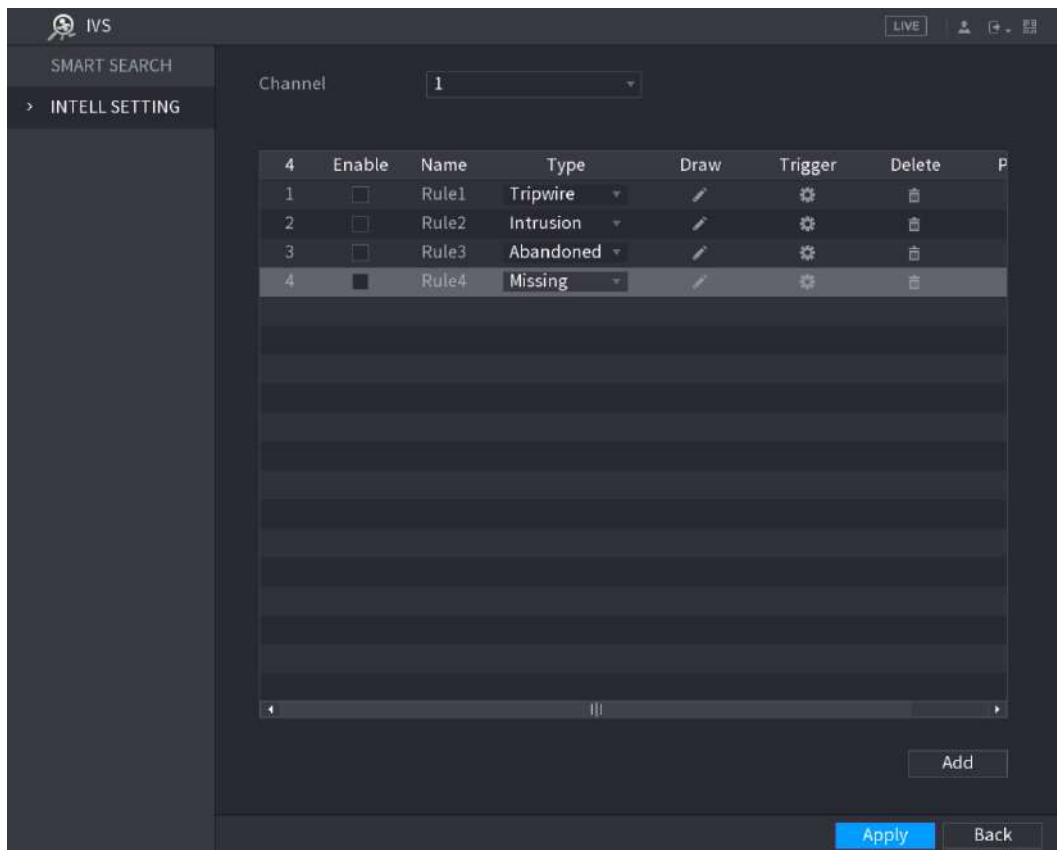 IVS LIVE
SMART SEARCH
INTELL SETTING
Channel 1
4 Enable Name Type Draw Trigger Delete P
1 Rule1 Tripwire
2 Rule2 Intrusion
3 Rule3 Abandoned
4 Rule4 Missing
Add
Apply Back